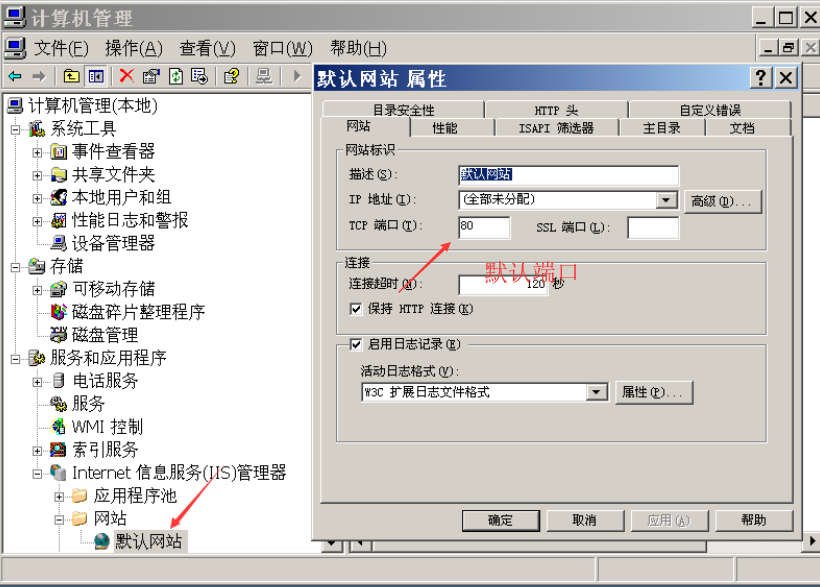 计算机管理
文件(F) 操作(A) 查看(V) 窗口(W) 帮助(H)
计算机管理(本地)
系统工具
事件查看器
共享文件夹
本地用户和组
性能日志和警报
设备管理器
存储
可移动存储
磁盘碎片整理程序
磁盘管理
服务和应用程序
电话服务
服务
WMI 控制
索引服务
Internet 信息服务(IIS)管理器
应用程序池
网站
默认网站
默认网站 属性
目录安全性 HTTP 头 自定义错误
网站 性能 ISAPI 筛选器 主目录 文档
网站标识
描述(S): 默认网站
IP 地址(I): (全部未分配) 高级(D)...
TCP 端口(T): 80 SSL 端口(L):
连接
默认端口
连接超时(N): 120 秒
保持 HTTP 连接(K)
启用日志记录(E)
活动日志格式(V):
W3C 扩展日志文件格式 属性(P)...
确定 取消 应用(A) 帮助